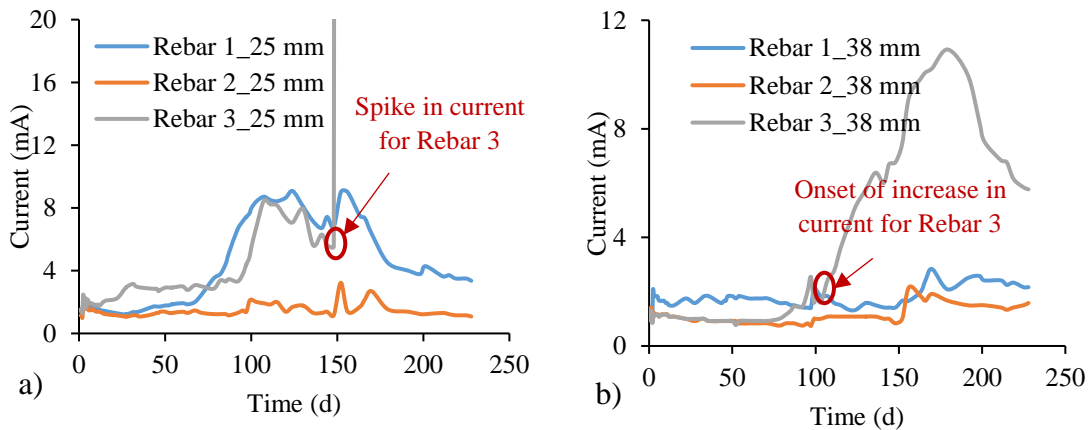 20
16
12
8
4
0
Current (mA)
Rebar 1_25 mm
Rebar 2_25 mm
Rebar 3_25 mm
Spike in current
for Rebar 3
0 50 100 150 200 250
Time (d)
a)
12
8
4
0
Current (mA)
Rebar 1_38 mm
Rebar 2_38 mm
Rebar 3_38 mm
Onset of increase in
current for Rebar 3
0 50 100 150 200 250
Time (d)
b)